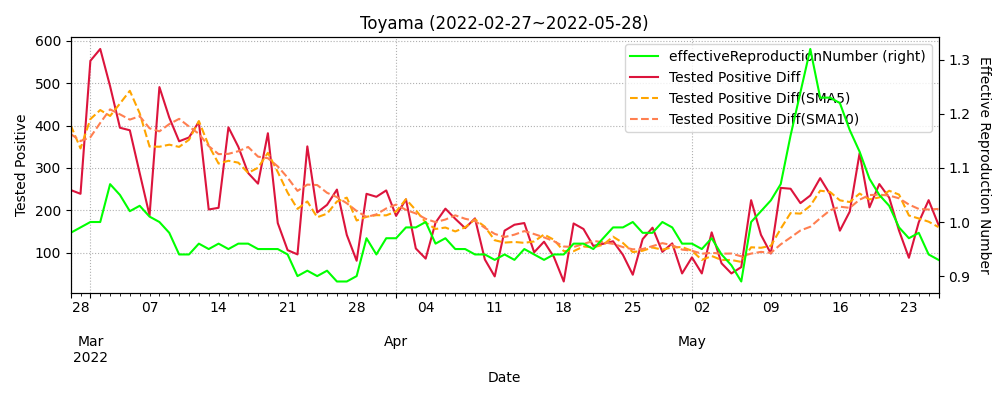 Toyama (2022-02-27~2022-05-28)
600
500
400
300
200
100
Tested Positive
effectiveReproductionNumber (right)
Tested Positive Diff
Tested Positive Diff(SMA5)
Tested Positive Diff(SMA10)
1.3
1.2
1.1
1.0
0.9
Effective Reproduction Number
28 07 14 21 28 04 11 18 25 02 09 16 23
Mar Apr May
2022
Date